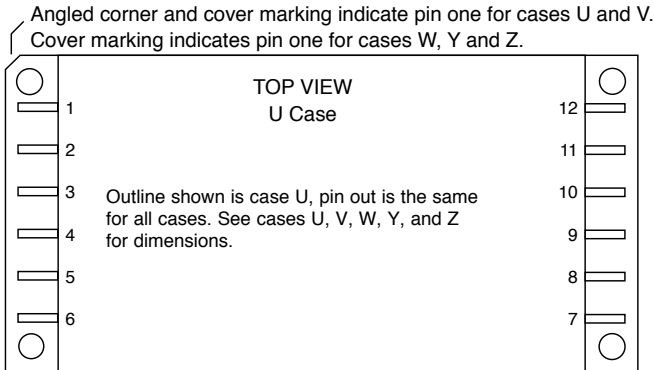 Angled corner and cover marking indicate pin one for cases U and V.
Cover marking indicates pin one for cases W, Y and Z.
TOP VIEW
U Case
1
12
2
11
3
10
Outline shown is case U, pin out is the same
for all cases. See cases U, V, W, Y, and Z
for dimensions.
4
9
5
8
6
7